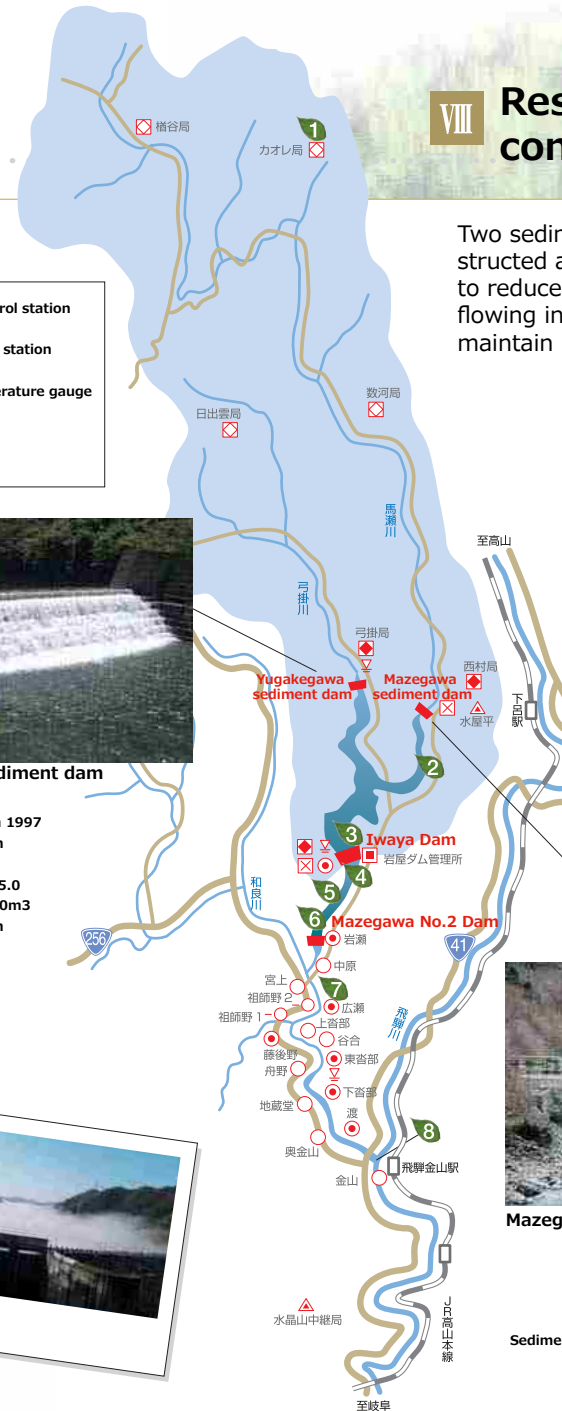 VIII
Res
con
Two sedim
structed a
to reduce
flowing in
maintain
rol station
station
erature gauge
楢谷局
カオレ局
1
日出雲局
数河局
馬瀬川
弓掛川
至高山
弓掛局
西村局
水屋平
下呂駅
Yugakegawa
sediment dam
Mazegawa
sediment dam
2
diment dam
1997
5.0
0m3
3
Iwaya Dam
岩屋ダム管理所
4
5
6
Mazegawa No.2 Dam
和良川
256
41
岩瀬
中原
宮上
祖師野2
祖師野1
7
広瀬
上沓部
谷合
藤後野
東沓部
舟野
下沓部
地蔵堂
渡
奥金山
飛騨川
8
飛騨金山駅
金山
Mazeg
水晶山中継局
JR高山本線
Sedime
至岐阜